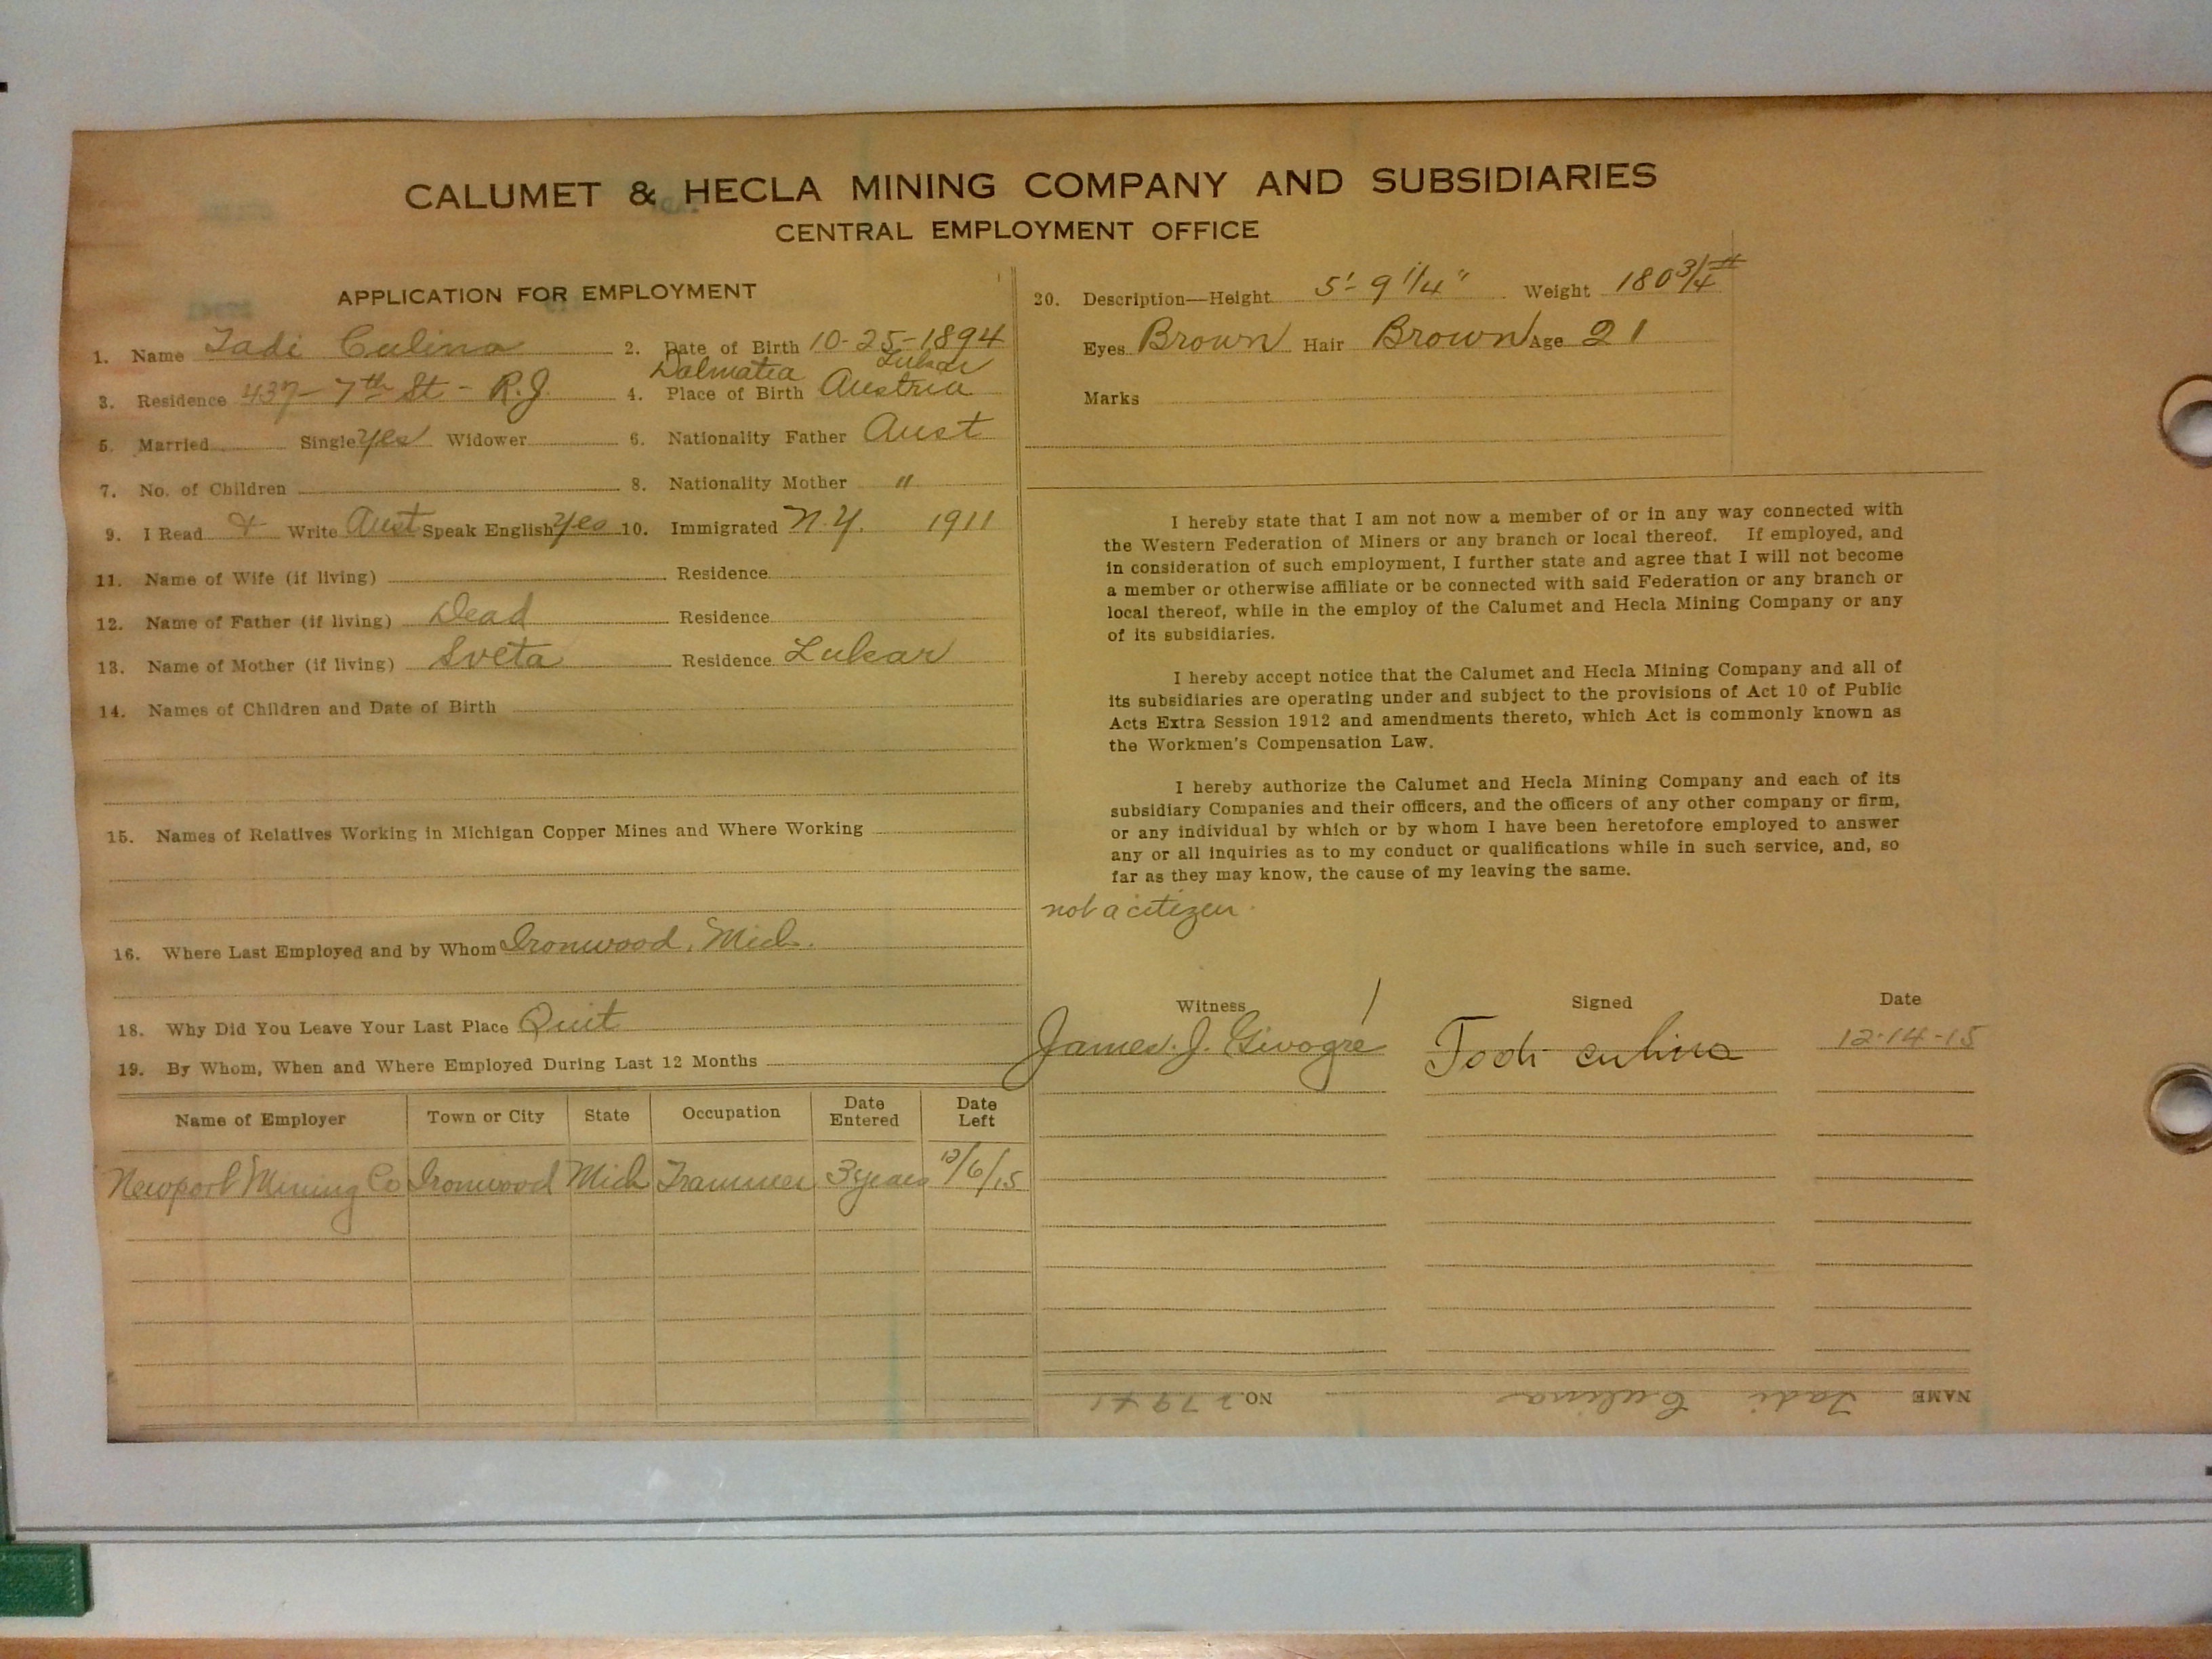 CALUMET & HECLA MINING COMPANY AND SUBSIDIARIES
CENTRAL EMPLOYMENT OFFICE
APPLICATION FOR EMPLOYMENT
1. Name Tadi Culina 2. Date of Birth 10-25-1894
Dalmatia Lukar
3. Residence 437-7th St - R.J. 4. Place of Birth Austria
5. Married Single yes Widower 6. Nationality Father Aust
7. No. of Children 8. Nationality Mother "
9. I Read & Write Aust Speak English yes 10. Immigrated N.Y. 1911
11. Name of Wife (if living) Residence
12. Name of Father (if living) Dead Residence
13. Name of Mother (if living) Sveta Residence Lukar
14. Names of Children and Date of Birth
15. Names of Relatives Working in Michigan Copper Mines and Where Working
16. Where Last Employed and by Whom Ironwood, Mich.
18. Why Did You Leave Your Last Place Quit
19. By Whom, When and Where Employed During Last 12 Months
Name of Employer Town or City State Occupation Date Entered Date Left
Newport Mining Co Ironwood Mich Trammer 3 years 12/6/15
20. Description—Height 5'-9 1/4" Weight 180 3/4 #
Eyes Brown Hair Brown Age 21
Marks
I hereby state that I am not now a member of or in any way connected with
the Western Federation of Miners or any branch or local thereof. If employed, and
in consideration of such employment, I further state and agree that I will not become
a member or otherwise affiliate or be connected with said Federation or any branch or
local thereof, while in the employ of the Calumet and Hecla Mining Company or any
of its subsidiaries.
I hereby accept notice that the Calumet and Hecla Mining Company and all of
its subsidiaries are operating under and subject to the provisions of Act 10 of Public
Acts Extra Session 1912 and amendments thereto, which Act is commonly known as
the Workmen's Compensation Law.
I hereby authorize the Calumet and Hecla Mining Company and each of its
subsidiary Companies and their officers, and the officers of any other company or firm,
or any individual by which or by whom I have been heretofore employed to answer
any or all inquiries as to my conduct or qualifications while in such service, and, so
far as they may know, the cause of my leaving the same.
not a citizen.
Witness Signed Date
James. J. Givogre Todi culina 12-14-15
NAME Tadi Culina NO. 27941